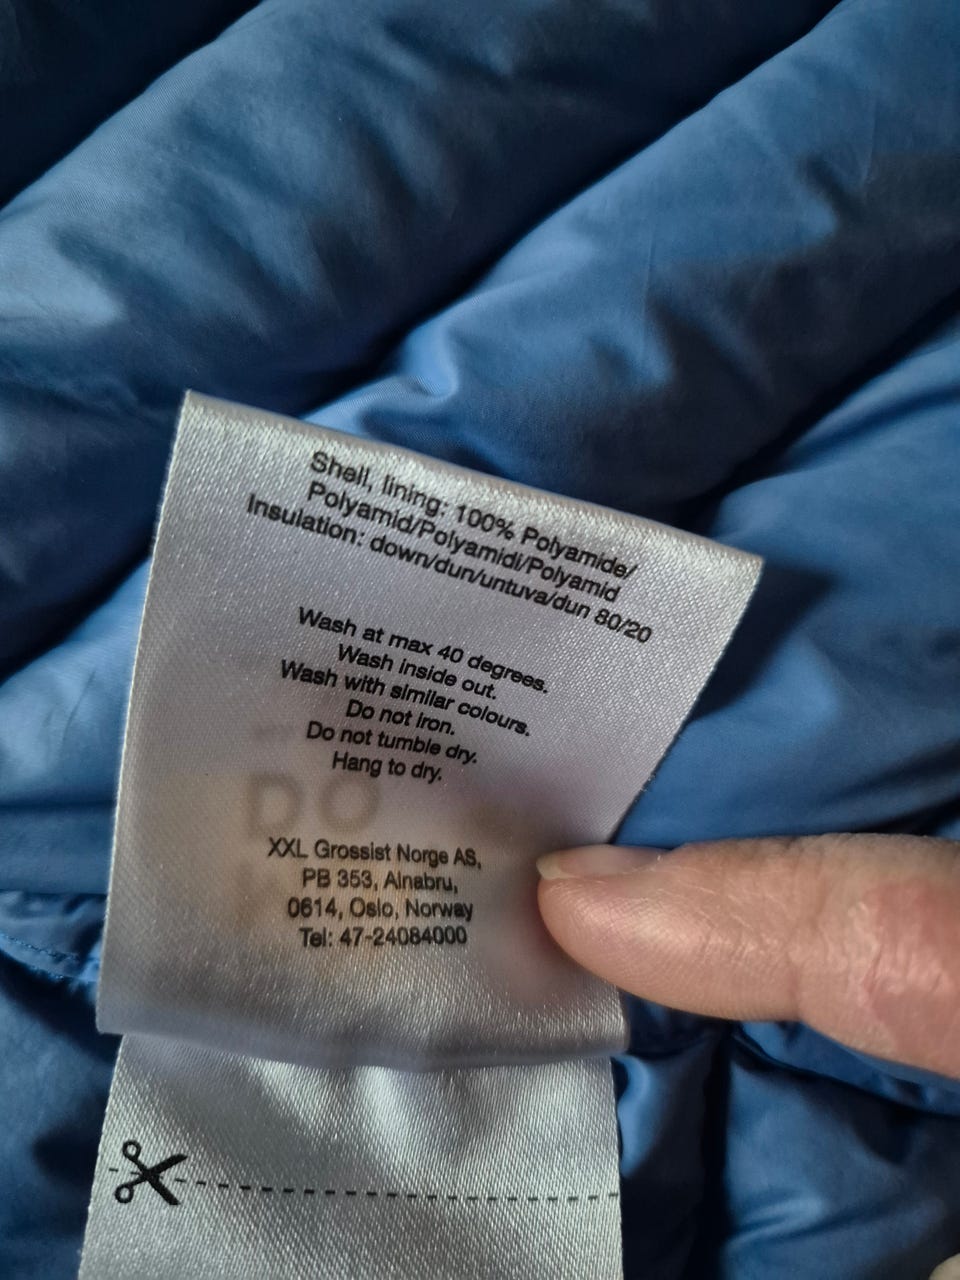 Shell, lining: 100% Polyamide/
Polyamid/Polyamidi/Polyamid
Insulation: down/dun/untuva/dun 80/20
Wash at max 40 degrees.
Wash inside out.
Wash with similar colours.
Do not iron.
Do not tumble dry.
Hang to dry.
DO
XXL Grossist Norge AS,
PB 353, Alnabru,
0614, Oslo, Norway
Tel: 47-24084000